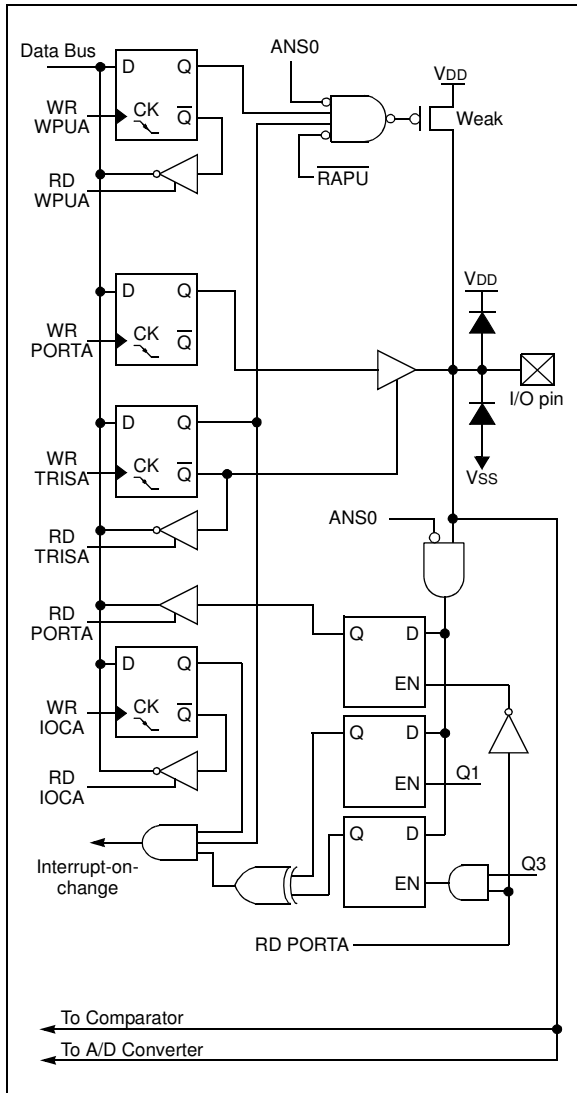 Data Bus
D Q
WR
WPUA
CK
Q̅
RD
WPUA
ANS0
R̅A̅P̅U̅
VDD
Weak
D Q
WR
PORTA
CK
Q̅
VDD
I/O pin
VSS
D Q
WR
TRISA
CK
Q̅
RD
TRISA
ANS0
RD
PORTA
Q D
EN
D Q
WR
IOCA
CK
Q̅
RD
IOCA
Q D
EN
Q1
Q D
EN
Q3
Interrupt-on-
change
RD PORTA
To Comparator
To A/D Converter